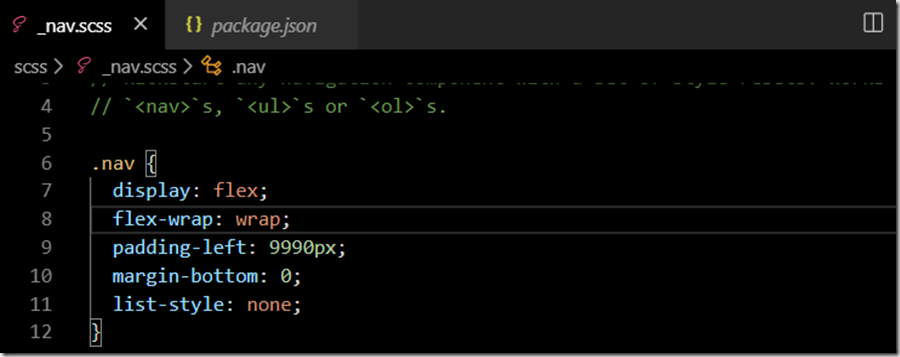 _nav.scss × {} package.json
scss > _nav.scss > .nav
4 // `<nav>`s, `<ul>`s or `<ol>`s.
5
6 .nav {
7 display: flex;
8 flex-wrap: wrap;
9 padding-left: 9990px;
10 margin-bottom: 0;
11 list-style: none;
12 }